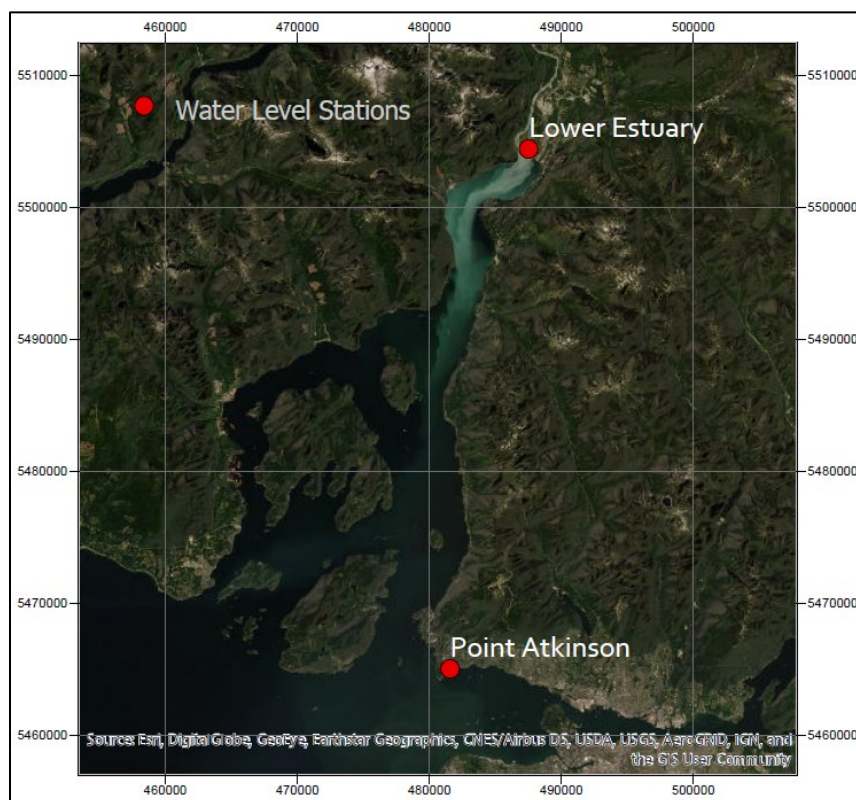 460000 470000 480000 490000 500000
5510000 5510000
Water Level Stations
Lower Estuary
5500000 5500000
5490000 5490000
5480000 5480000
5470000 5470000
Point Atkinson
5460000 5460000
Source: Esri, DigitalGlobe, GeoEye, Earthstar Geographics, CNES/Airbus DS, USDA, USGS, AeroGRID, IGN, and
the GIS User Community
460000 470000 480000 490000 500000